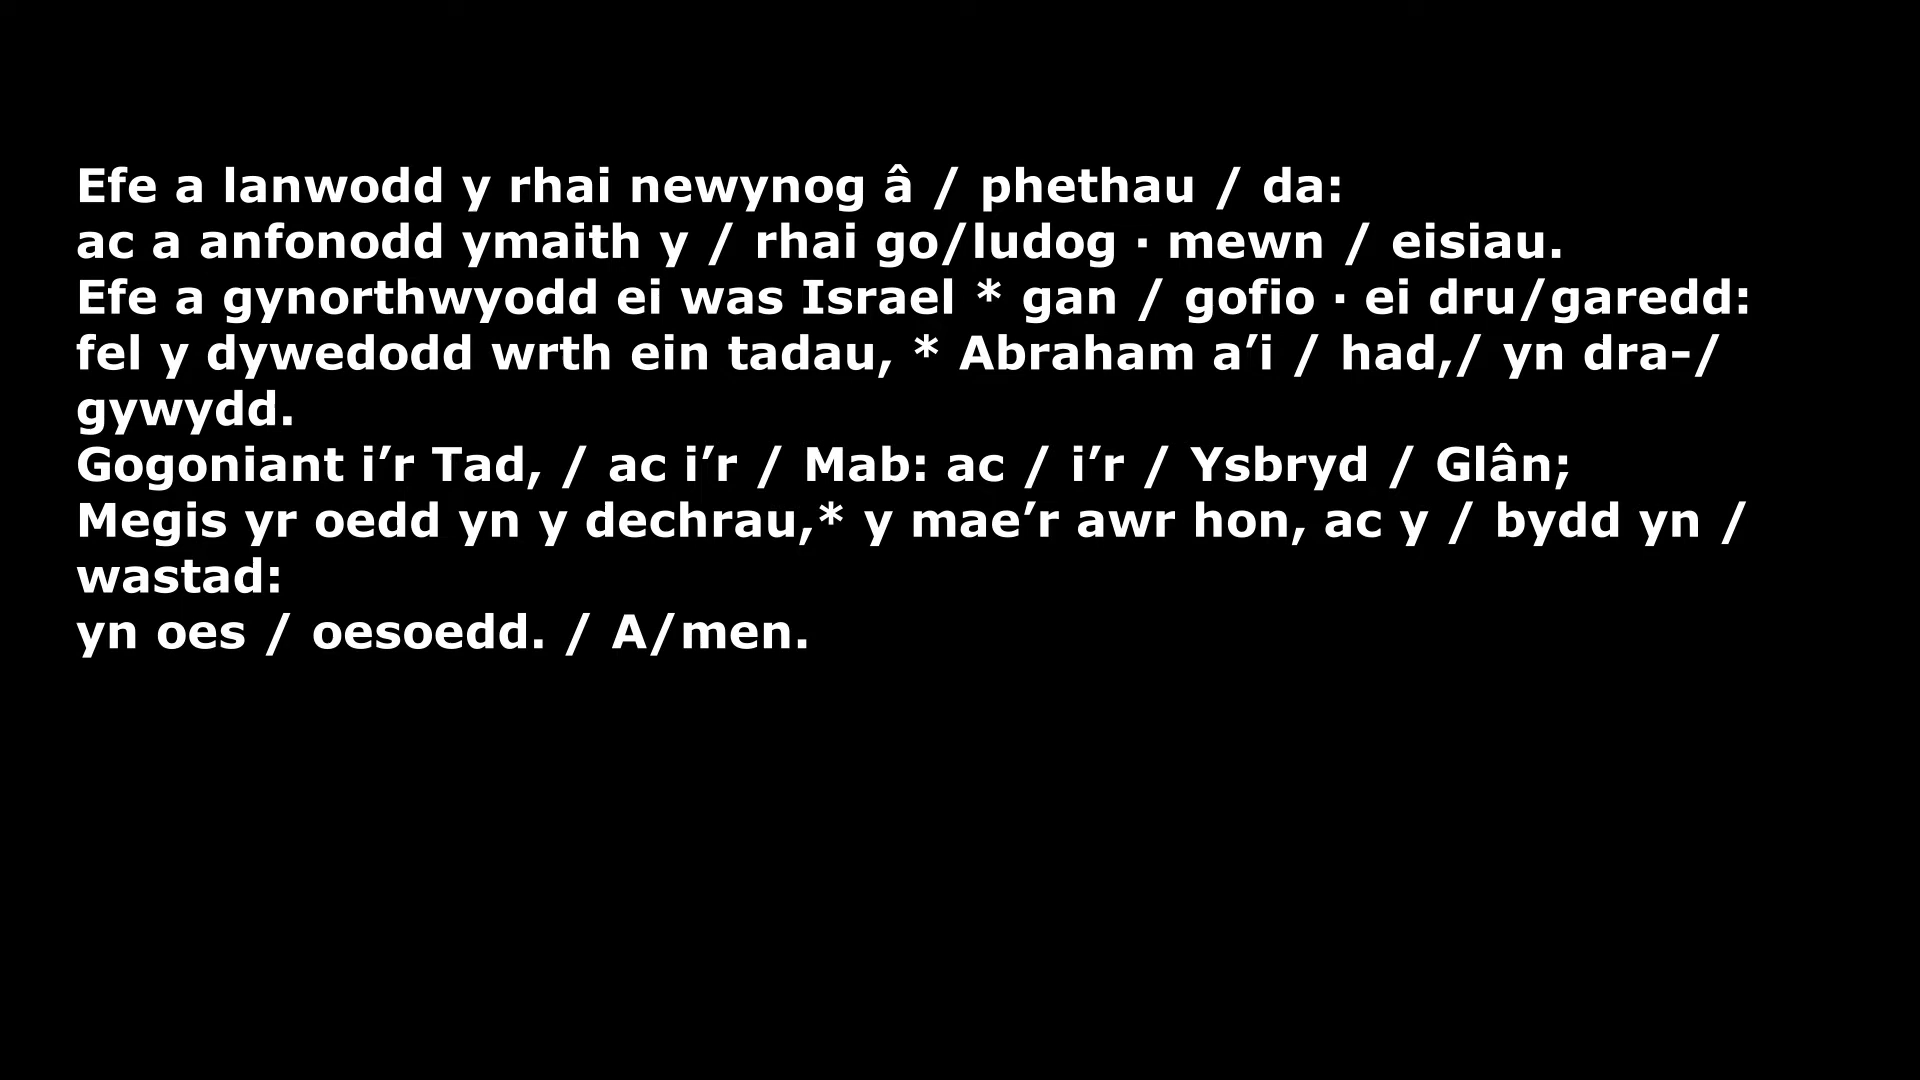 Efe a lanwodd y rhai newynog â / phethau / da:
ac a anfonodd ymaith y / rhai go/ludog · mewn / eisiau.
Efe a gynorthwyodd ei was Israel * gan / gofio · ei dru/garedd:
fel y dywedodd wrth ein tadau, * Abraham a’i / had,/ yn dra-/
gywydd.
Gogoniant i’r Tad, / ac i’r / Mab: ac / i’r / Ysbryd / Glân;
Megis yr oedd yn y dechrau,* y mae’r awr hon, ac y / bydd yn /
wastad:
yn oes / oesoedd. / A/men.